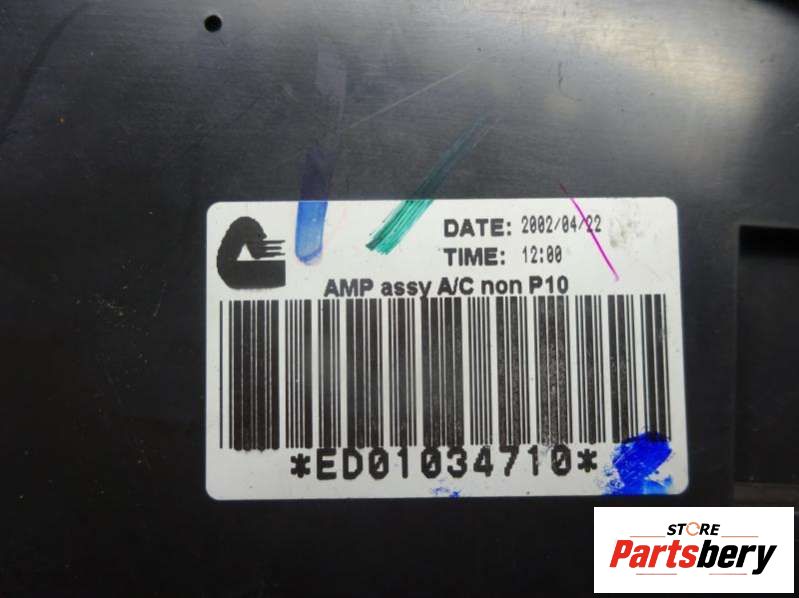 DATE: 2002/04/22
TIME: 12:00
AMP assy A/C non P10
*ED01034710*
STORE
Partsbery